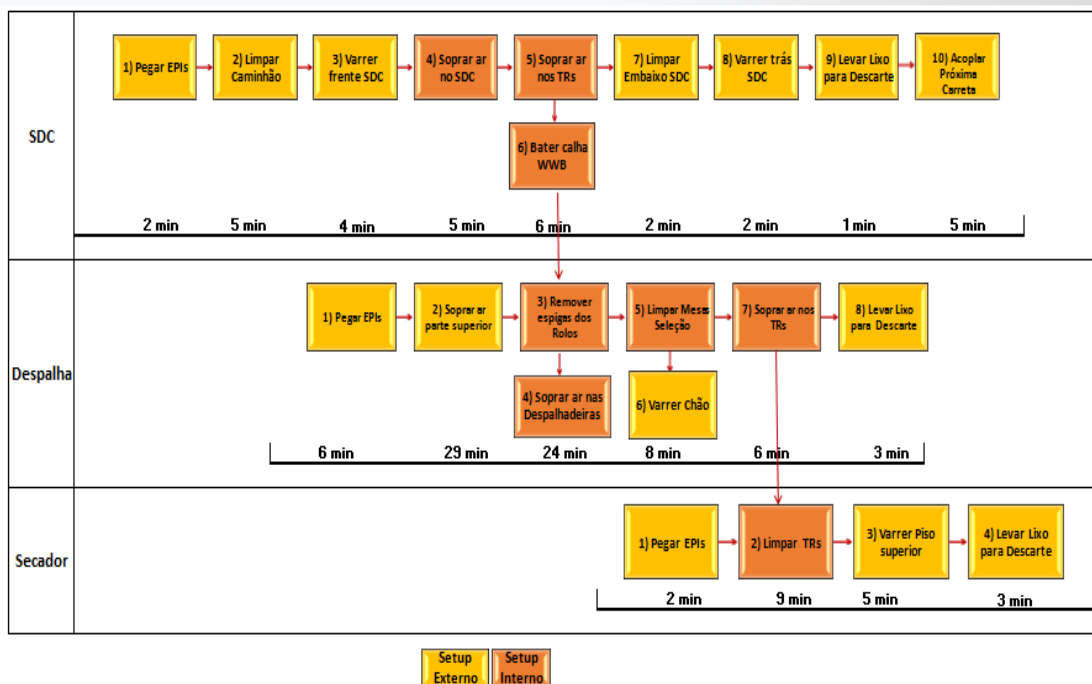 1) Pegar EPIs
2) Limpar
Caminhão
3) Varrer
frente SDC
4) Soprar ar
no SDC
5) Soprar ar
nos TRs
7) Limpar
Embaixo SDC
8) Varrer trás
SDC
9) Levar Lixo
para Descarte
10) Acoplar
Próxima
Carreta
SDC
6) Bater calha
WWB
2 min
5 min
4 min
5 min
6 min
2 min
2 min
1 min
5 min
1) Pegar EPIs
2) Soprar ar
parte superior
3) Remover
espigas dos
Rolos
5) Limpar Mesas
Seleção
7) Soprar ar nos
TRs
8) Levar Lixo
para Descarte
Despalha
4) Soprar ar nas
Despalhadeiras
6) Varrer Chão
6 min
29 min
24 min
8 min
6 min
3 min
Secador
1) Pegar EPIs
2) Limpar TRs
3) Varrer Piso
superior
4) Levar Lixo
para Descarte
2 min
9 min
5 min
3 min
Setup
Externo
Setup
Interno